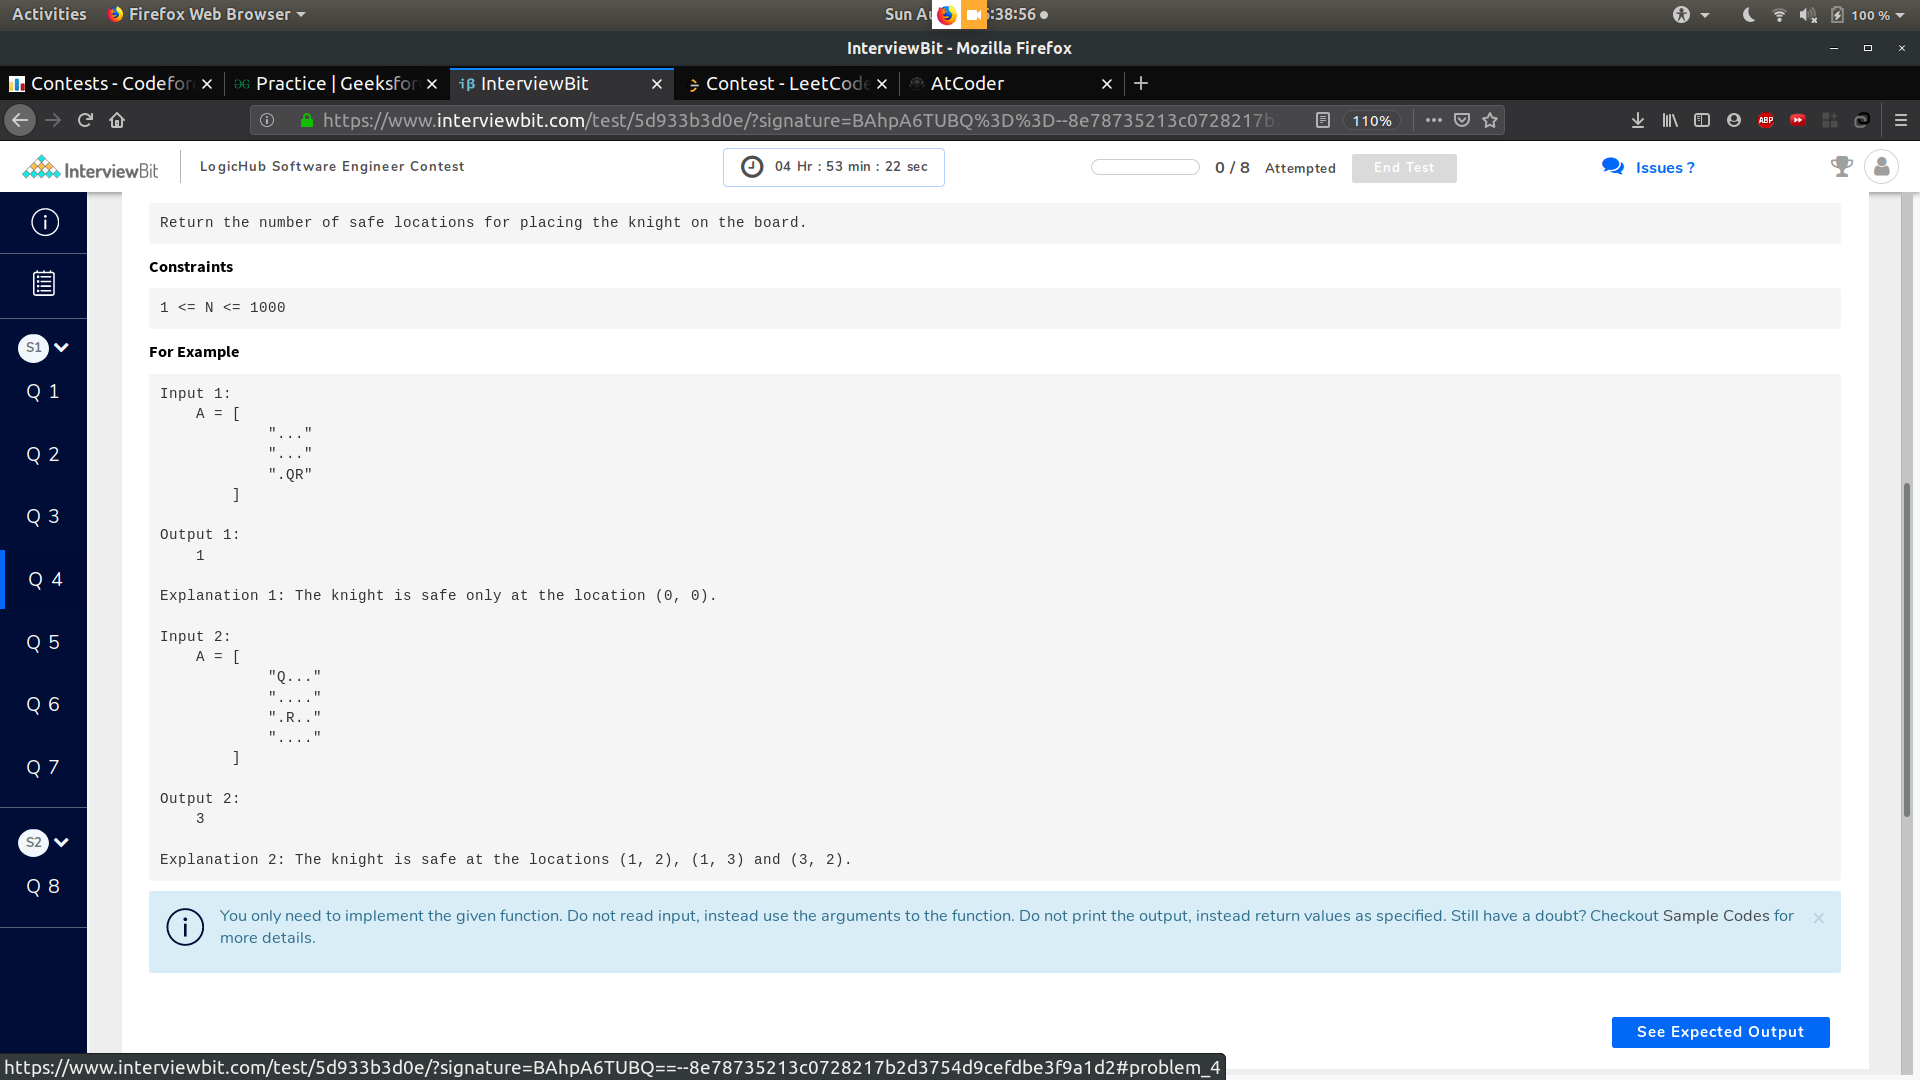 Activities Firefox Web Browser Sun Au 5:38:56 100 %
InterviewBit - Mozilla Firefox
Contests - Codefor Practice | Geeksfor InterviewBit Contest - LeetCode AtCoder
https://www.interviewbit.com/test/5d933b3d0e/?signature=BAhpA6TUBQ%3D%3D--8e78735213c0728217b 110%
InterviewBit LogicHub Software Engineer Contest 04 Hr : 53 min : 22 sec 0 / 8 Attempted End Test Issues ?
Return the number of safe locations for placing the knight on the board.
Constraints
1 <= N <= 1000
For Example
Input 1:
A = [
"..."
"..."
".QR"
]
Output 1:
1
Explanation 1: The knight is safe only at the location (0, 0).
Input 2:
A = [
"Q..."
"...."
".R.."
"...."
]
Output 2:
3
Explanation 2: The knight is safe at the locations (1, 2), (1, 3) and (3, 2).
You only need to implement the given function. Do not read input, instead use the arguments to the function. Do not print the output, instead return values as specified. Still have a doubt? Checkout Sample Codes for
more details.
See Expected Output
S1
Q 1
Q 2
Q 3
Q 4
Q 5
Q 6
Q 7
S2
Q 8
https://www.interviewbit.com/test/5d933b3d0e/?signature=BAhpA6TUBQ==--8e78735213c0728217b2d3754d9cefdbe3f9a1d2#problem_4